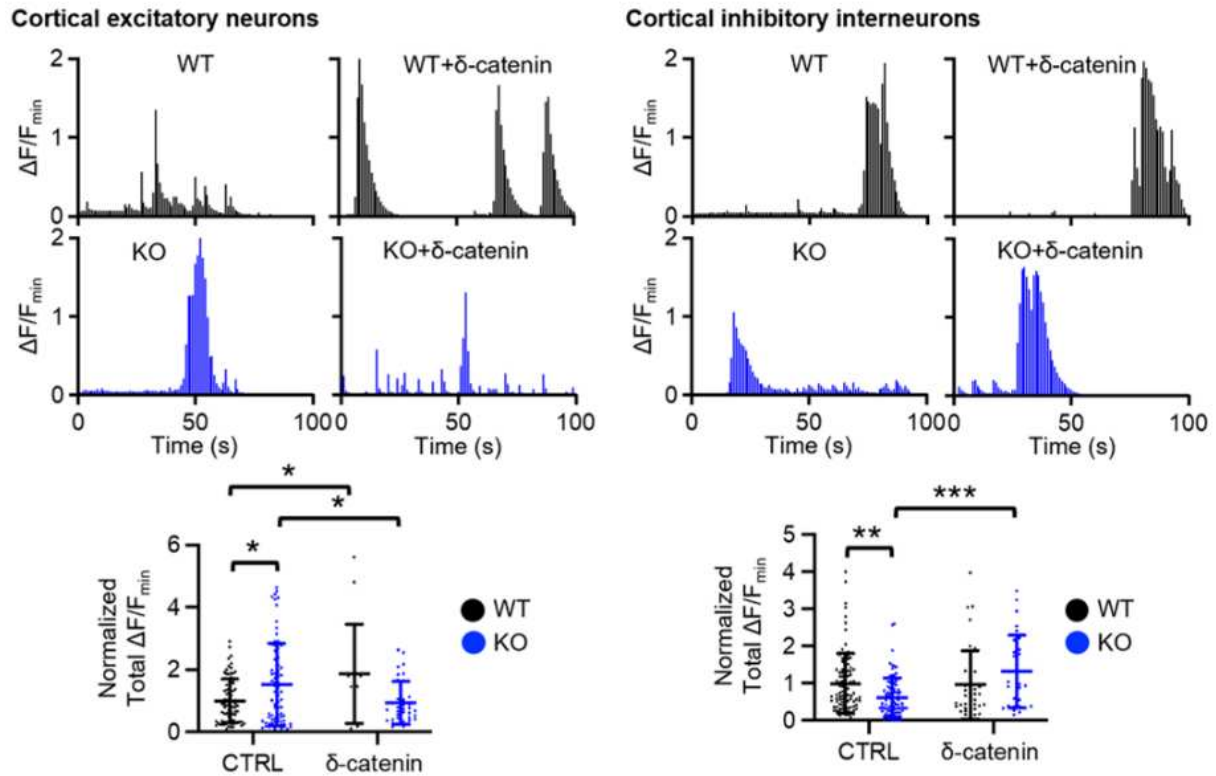 Cortical excitatory neurons
Cortical inhibitory interneurons
WT
WT+δ-catenin
2
1
0
ΔF/Fmin
KO
KO+δ-catenin
2
1
0
ΔF/Fmin
0 50 100 0 50 100
Time (s) Time (s)
WT
WT+δ-catenin
2
1
0
ΔF/Fmin
KO
KO+δ-catenin
2
1
0
ΔF/Fmin
0 50 100 0 50 100
Time (s) Time (s)
*
*
*
6
4
2
0
Normalized
Total ΔF/Fmin
CTRL δ-catenin
WT
KO
***
**
5
4
3
2
1
0
Normalized
Total ΔF/Fmin
CTRL δ-catenin
WT
KO